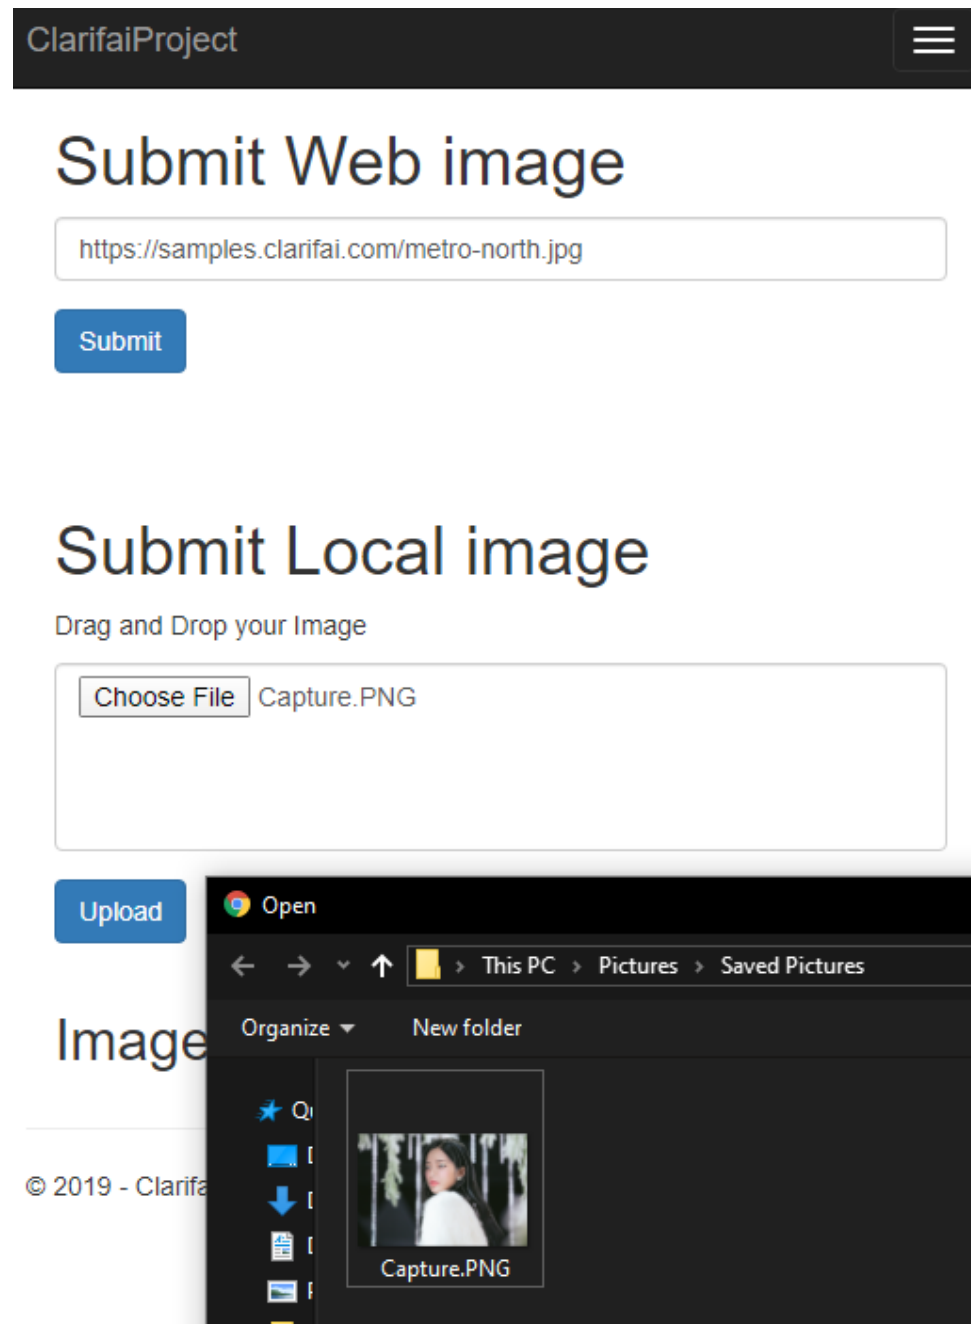 ClarifaiProject
Submit Web image
https://samples.clarifai.com/metro-north.jpg
Submit
Submit Local image
Drag and Drop your Image
Choose File Capture.PNG
Upload
Open
This PC > Pictures > Saved Pictures
Organize New folder
Image
Capture.PNG
© 2019 -